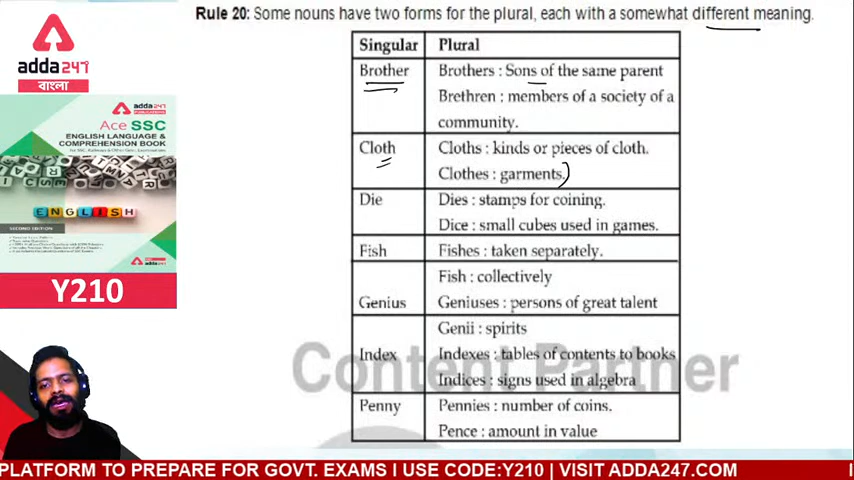 Rule 20: Some nouns have two forms for the plural, each with a somewhat different meaning.
adda247
বাংলা
adda247
Ace SSC
ENGLISH LANGUAGE &
COMPREHENSION BOOK
ENGLISH
SECOND EDITION
adda247
Y210
Singular Plural
Brother Brothers : Sons of the same parent
Brethren : members of a society of a
community.
Cloth Cloths : kinds or pieces of cloth.
Clothes : garments.
Die Dies : stamps for coining.
Dice : small cubes used in games.
Fish Fishes : taken separately.
Fish : collectively
Genius Geniuses : persons of great talent
Genii : spirits
Index Indexes : tables of contents to books
Indices : signs used in algebra
Penny Pennies : number of coins.
Pence : amount in value
Content Partner
PLATFORM TO PREPARE FOR GOVT. EXAMS I USE CODE:Y210 | VISIT ADDA247.COM